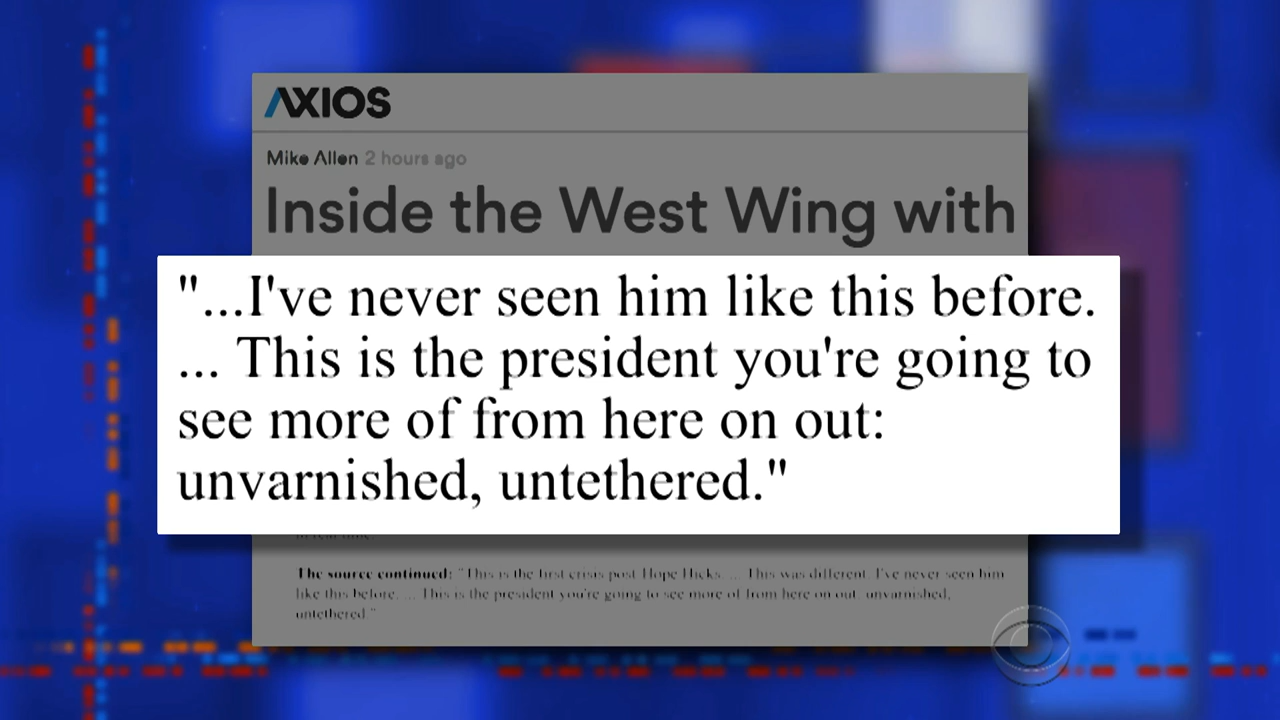 AXIOS
Mike Allen 2 hours ago
Inside the West Wing with
"...I've never seen him like this before.
... This is the president you're going to
see more of from here on out:
unvarnished, untethered."
in real time.
The source continued: "This is the first crisis post Hope Hicks. ... This was different. I've never seen him
like this before. ... This is the president you're going to see more of from here on out: unvarnished,
untethered."